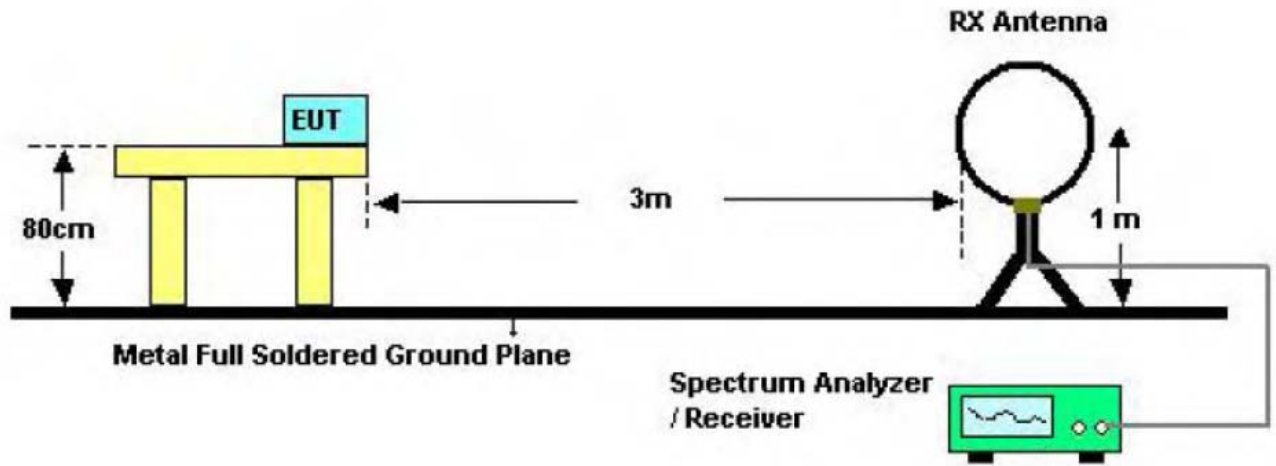 RX Antenna
EUT
3m
80cm
1 m
Metal Full Soldered Ground Plane
Spectrum Analyzer
/ Receiver